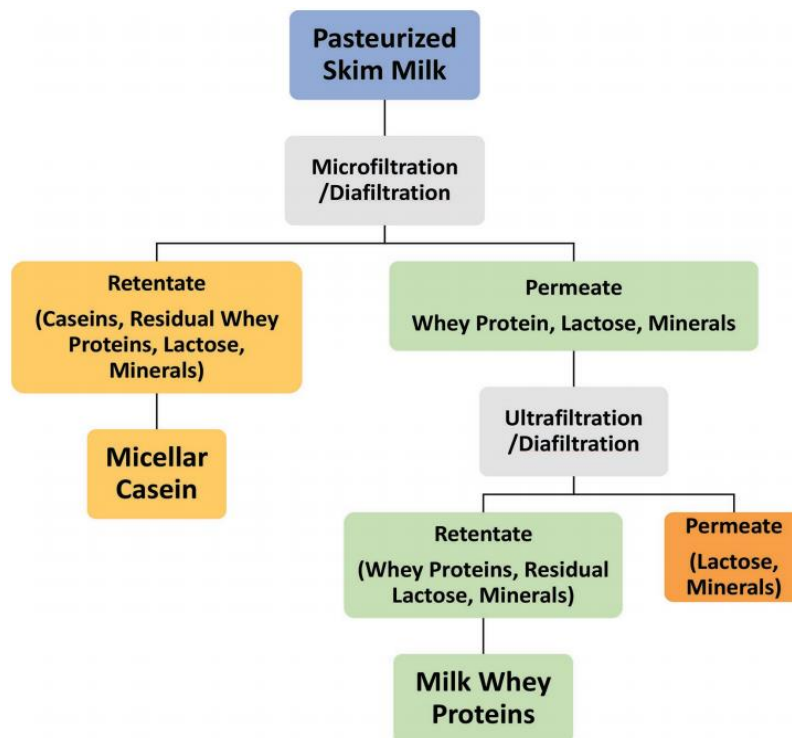 Pasteurized
Skim Milk
Microfiltration
/Diafiltration
Retentate
(Caseins, Residual Whey
Proteins, Lactose,
Minerals)
Permeate
Whey Protein, Lactose, Minerals
Micellar
Casein
Ultrafiltration
/Diafiltration
Retentate
(Whey Proteins, Residual
Lactose, Minerals)
Permeate
(Lactose,
Minerals)
Milk Whey
Proteins